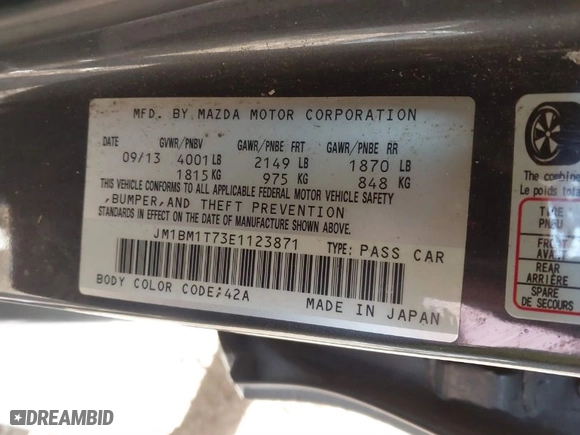 MFD. BY MAZDA MOTOR CORPORATION
DATE GVWR/PNBV GAWR/PNBE FRT GAWR/PNBE RR
09/13 4001 LB 2149 LB 1870 LB
1815 KG 975 KG 848 KG
THIS VEHICLE CONFORMS TO ALL APPLICABLE FEDERAL MOTOR VEHICLE SAFETY
,BUMPER,AND THEFT PREVENTION
STANDARDS IN EFFECT ON THE DATE OF MANUFACTURE SHOWN ABOVE.
JM1BM1T73E1123871 TYPE: PASS CAR
BODY COLOR CODE: 42A
MADE IN JAPAN
The combine
Le poids tota
TIRE
PNEU
FRONT
AVANT
REAR
ARRIÈRE
SPARE
DE SECOURS
DREAMBID